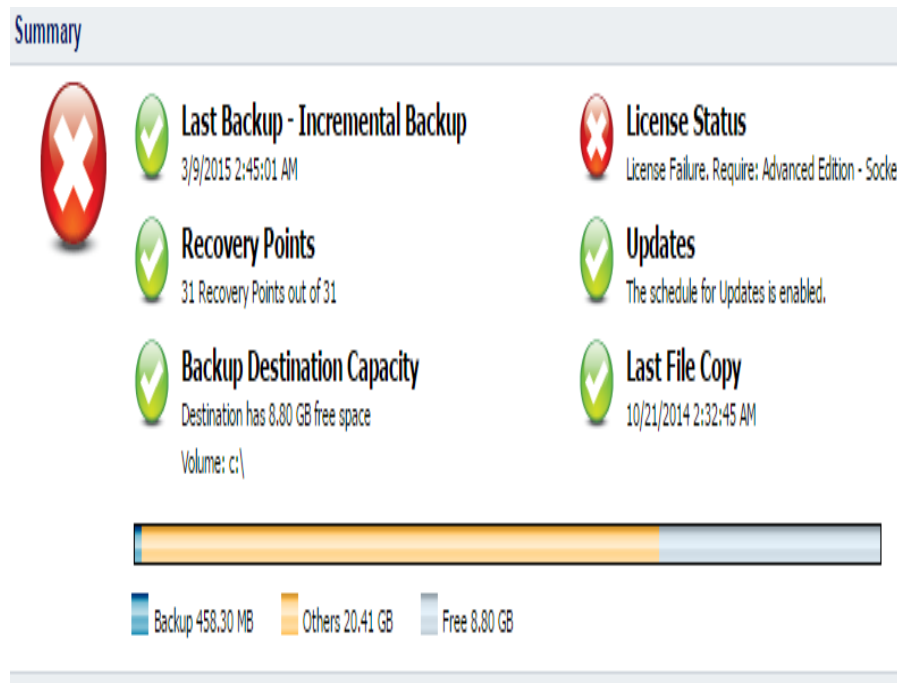 Summary
Last Backup - Incremental Backup
3/9/2015 2:45:01 AM
Recovery Points
31 Recovery Points out of 31
Backup Destination Capacity
Destination has 8.80 GB free space
Volume: c:\
License Status
License Failure. Require: Advanced Edition - Socke
Updates
The schedule for Updates is enabled.
Last File Copy
10/21/2014 2:32:45 AM
Backup 458.30 MB
Others 20.41 GB
Free 8.80 GB